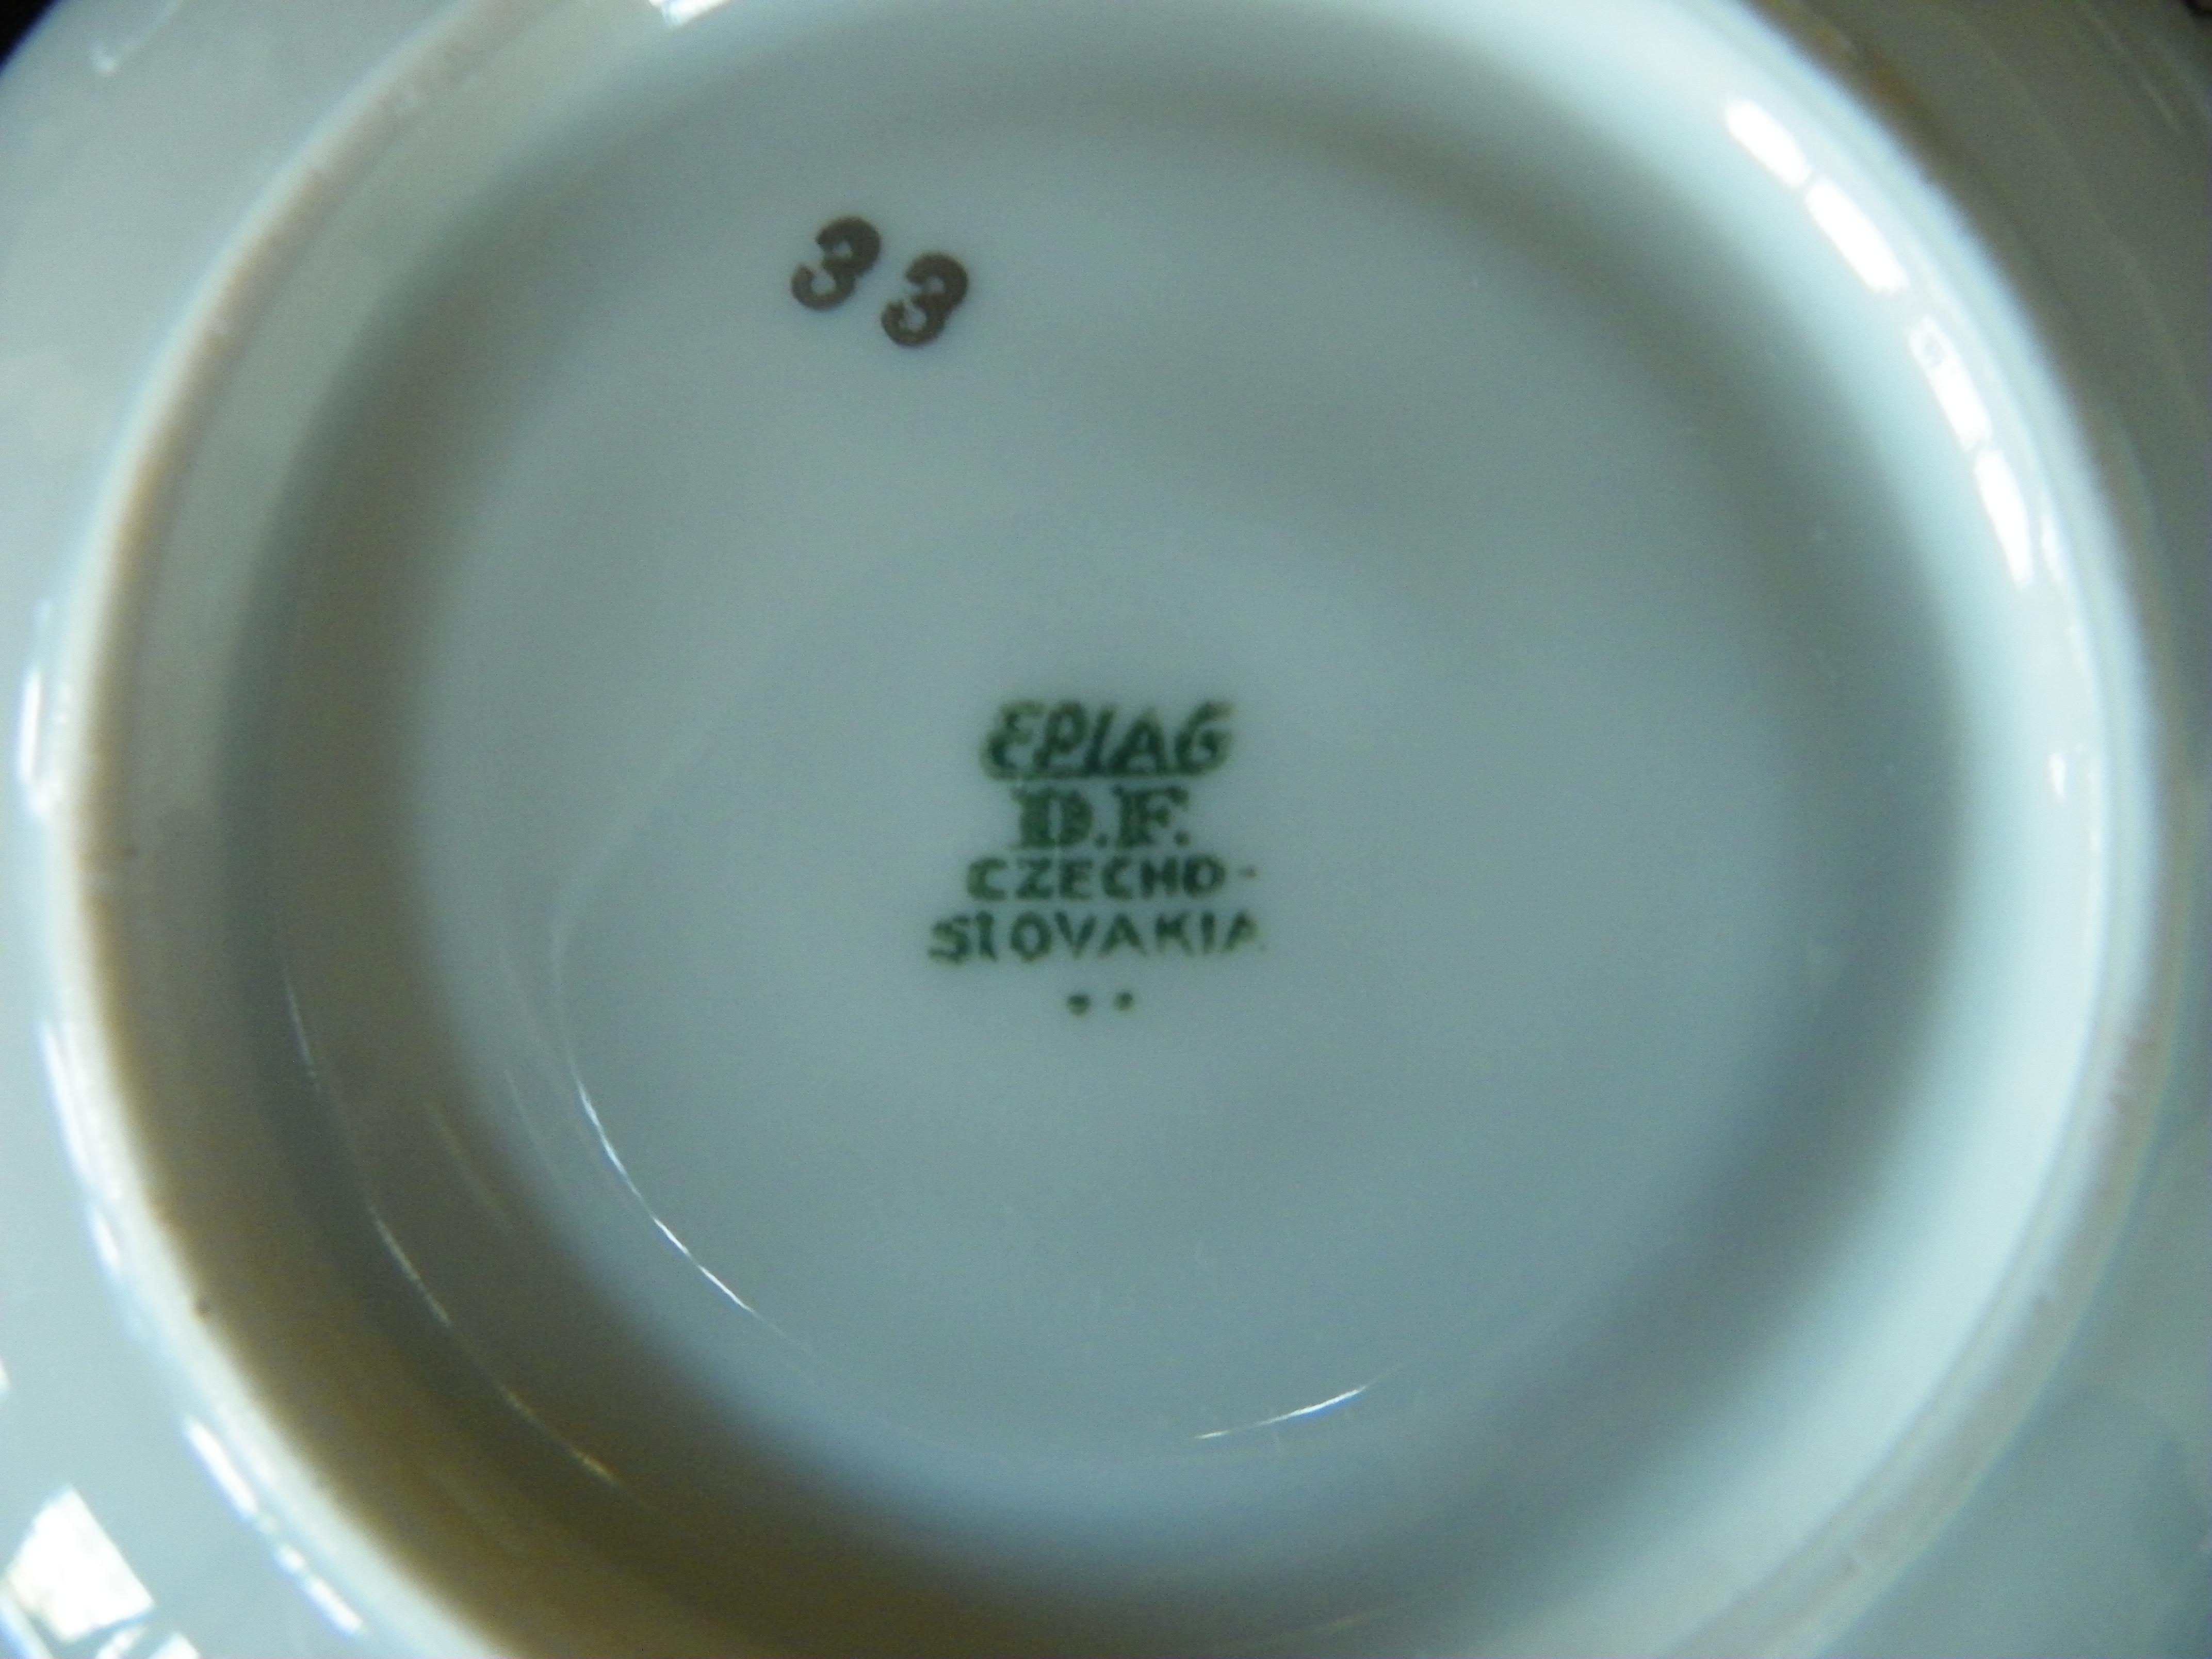 33
EPIAG
D.F.
CZECHO-
SLOVAKIA
..